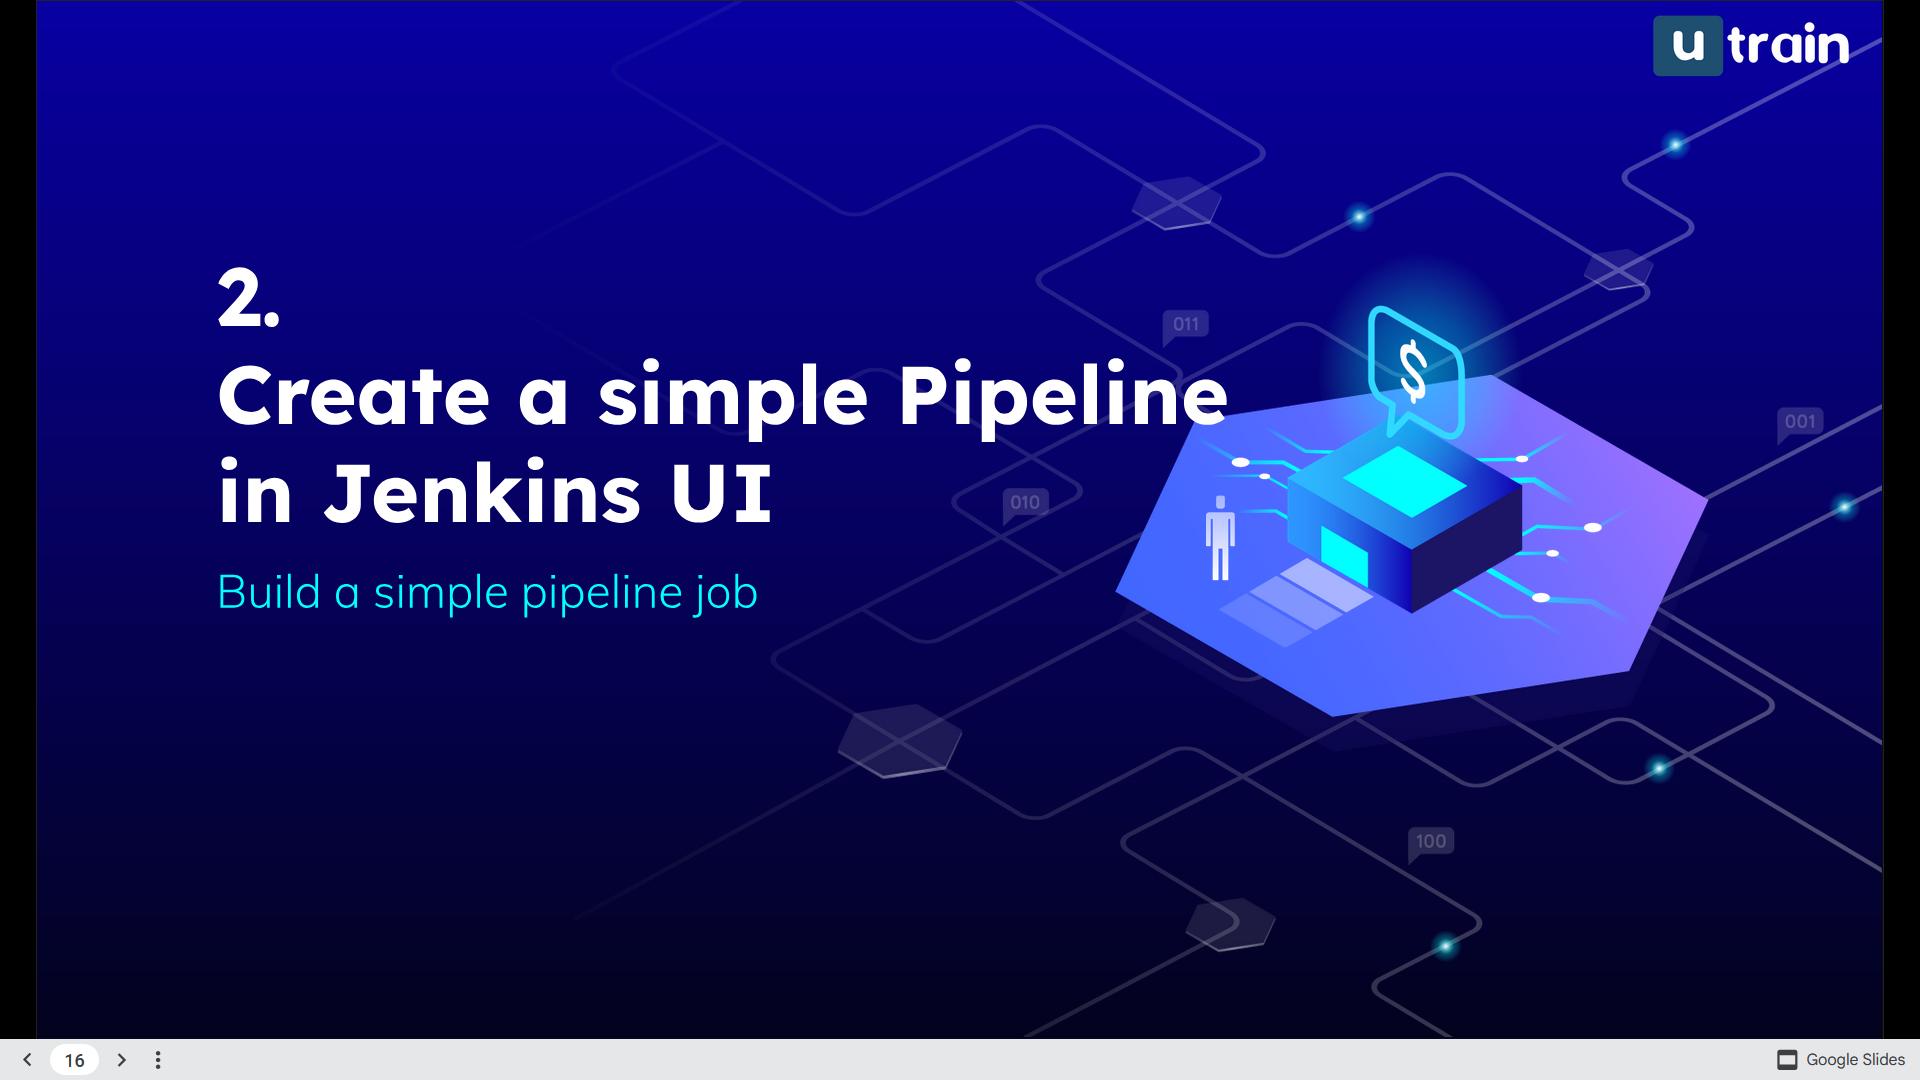 u train
2.
Create a simple Pipeline
in Jenkins UI
Build a simple pipeline job
011
$
001
010
100
16
Google Slides